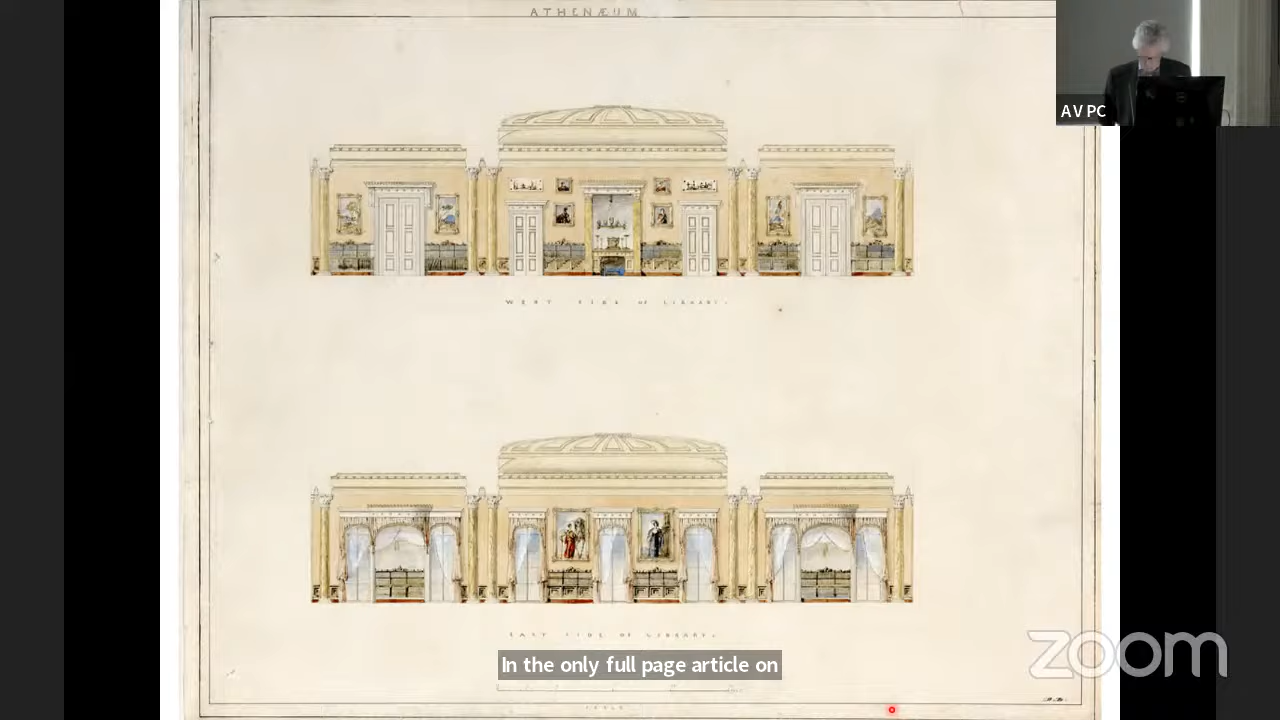 ATHENÆUM
AV PC
WEST SIDE OF LIBRARY.
EAST SIDE OF LIBRARY.
In the only full page article on
zoom